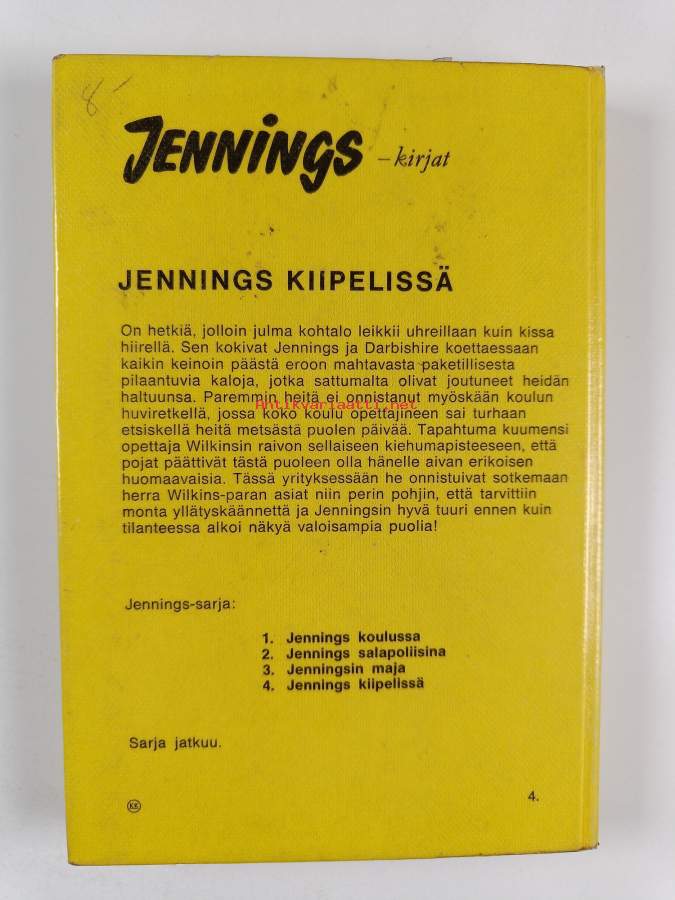 8-
JENNINGS -kirjat
JENNINGS KIIPELISSÄ
On hetkiä, jolloin julma kohtalo leikkii uhreillaan kuin kissa
hiirellä. Sen kokivat Jennings ja Darbishire koettaessaan
kaikin keinoin päästä eroon mahtavasta paketillisesta
pilaantuvia kaloja, jotka sattumalta olivat joutuneet heidän
haltuunsa. Paremmin heitä ei onnistanut myöskään koulun
Antikvariaatti.net
huviretkellä, jossa koko koulu opettajineen sai turhaan
etsiskellä heitä metsästä puolen päivää. Tapahtuma kuumensi
opettaja Wilkinsin raivon sellaiseen kiehumapisteeseen, että
pojat päättivät tästä puoleen olla hänelle aivan erikoisen
huomaavaisia. Tässä yrityksessään he onnistuivat sotkemaan
herra Wilkins-paran asiat niin perin pohjin, että tarvittiin
monta yllätyskäännettä ja Jenningsin hyvä tuuri ennen kuin
tilanteessa alkoi näkyä valoisampia puolia!
Jennings-sarja:
1. Jennings koulussa
2. Jennings salapoliisina
3. Jenningsin maja
4. Jennings kiipelissä
Sarja jatkuu.
KK
4.